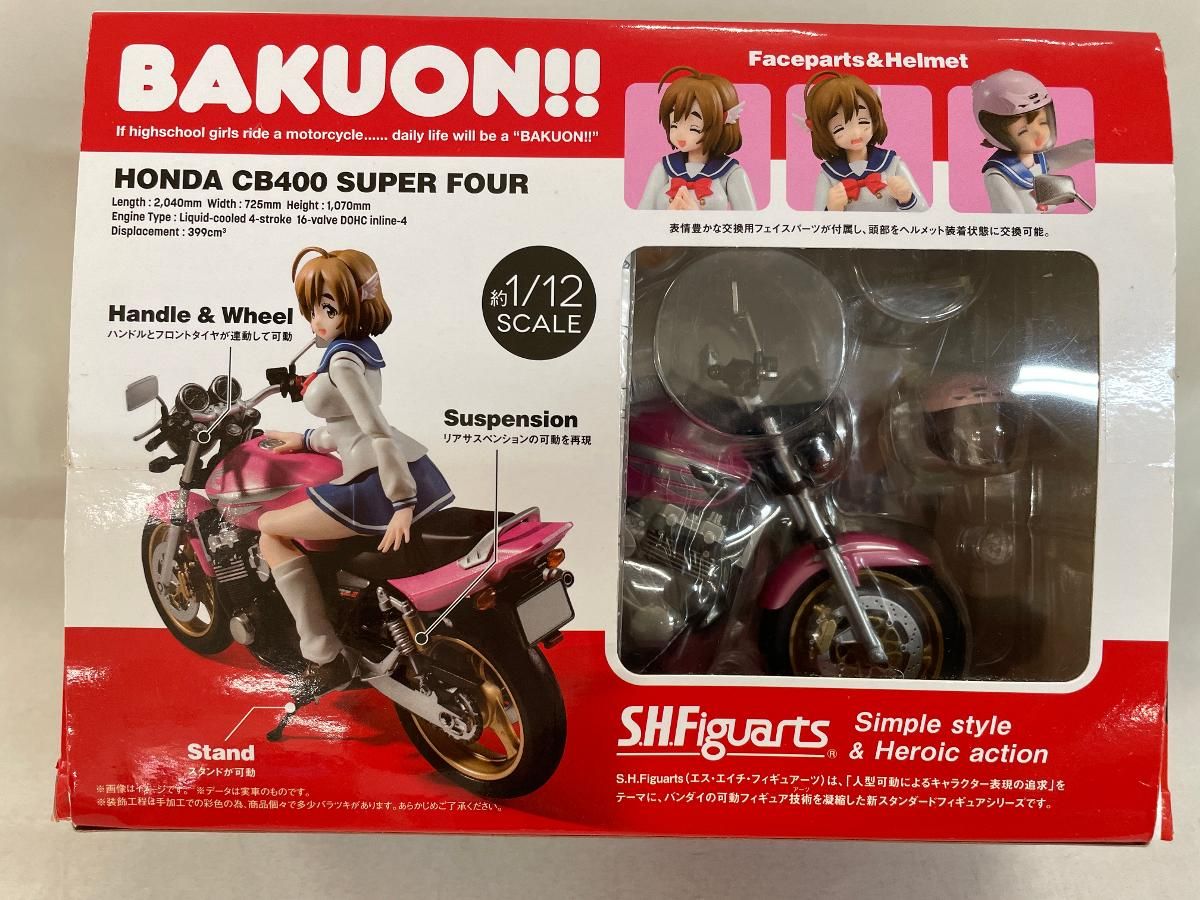 BAKUON!!
If highschool girls ride a motorcycle...... daily life will be a "BAKUON!!"
HONDA CB400 SUPER FOUR
Length : 2,040mm Width : 725mm Height : 1,070mm
Engine Type : Liquid-cooled 4-stroke 16-valve DOHC inline-4
Displacement : 399cm³
約1/12
SCALE
Handle & Wheel
ハンドルとフロントタイヤが連動して可動
Suspension
リアサスペンションの可動を再現
Stand
スタンドが可動
※画像はイメージです。 ※データは実車のものです。
※装飾工程は手加工での彩色の為、商品個々で多少バラツキがあります。あらかじめご了承ください。
Faceparts&Helmet
表情豊かな交換用フェイスパーツが付属し、頭部をヘルメット装着状態に交換可能。
S.H.Figuarts®
Simple style
& Heroic action
S.H.Figuarts(エス・エイチ・フィギュアーツ)は、「人型可動によるキャラクター表現の追求」を
アーツ
テーマに、バンダイの可動フィギュア技術を凝縮した新スタンダードフィギュアシリーズです。